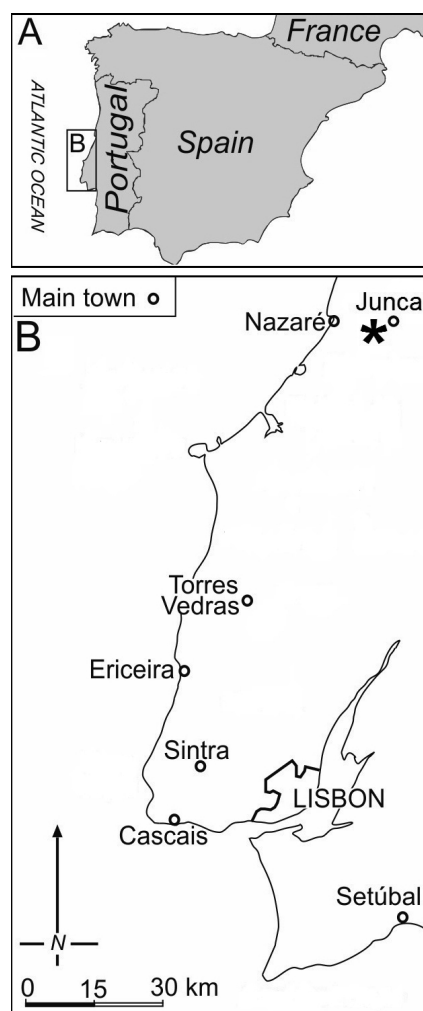 A
France
ATLANTIC OCEAN
B
Portugal
Spain
Main town
Junca
Nazaré
*
B
Torres
Vedras
Ericeira
Sintra
LISBON
Cascais
Setúbal
N
0 15 30 km